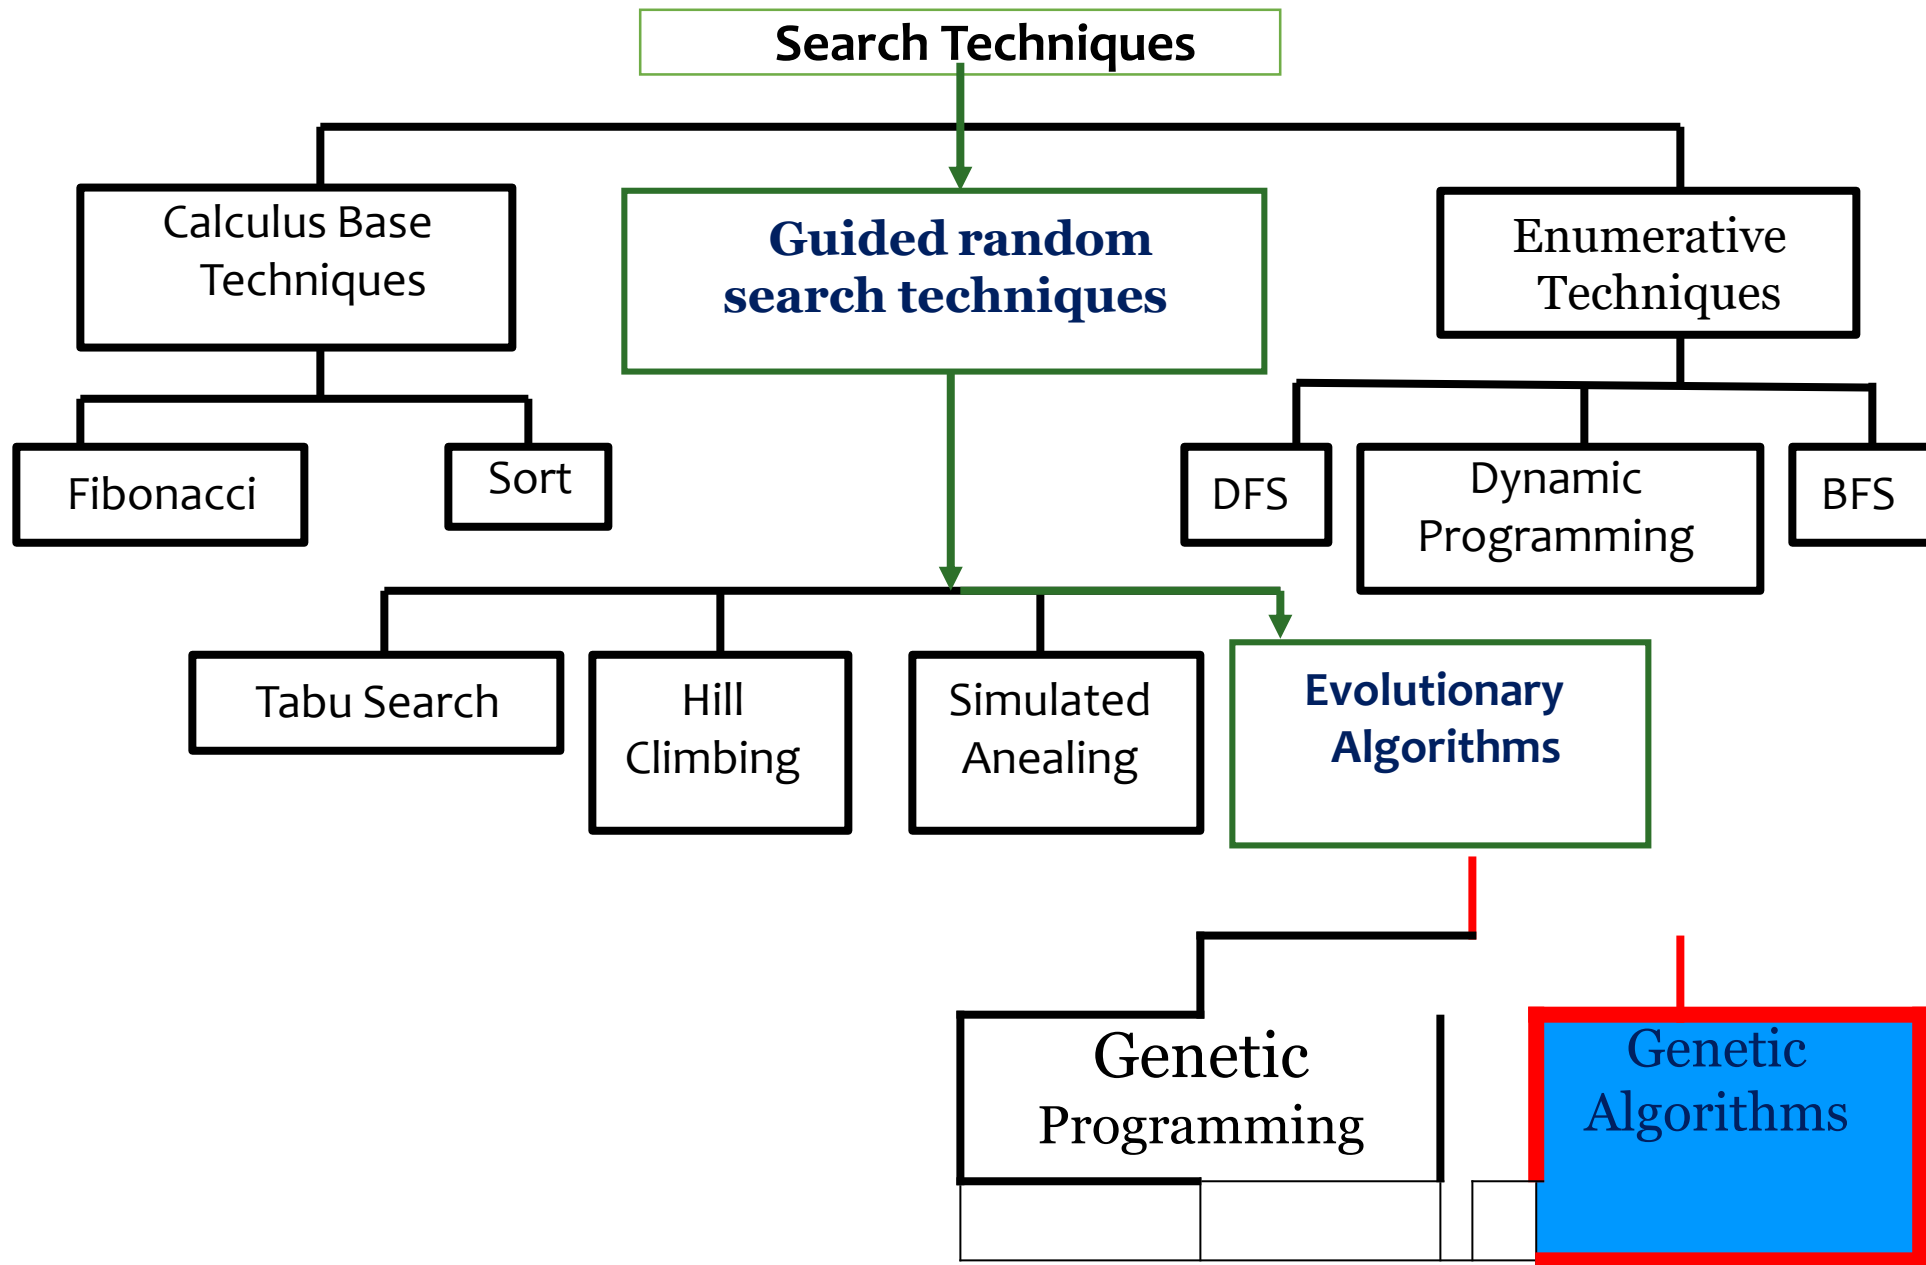 Search Techniques
Calculus Base
Techniques
Guided random
search techniques
Enumerative
Techniques
Fibonacci
Sort
DFS
Dynamic
Programming
BFS
Tabu Search
Hill
Climbing
Simulated
Anealing
Evolutionary
Algorithms
Genetic
Programming
Genetic
Algorithms